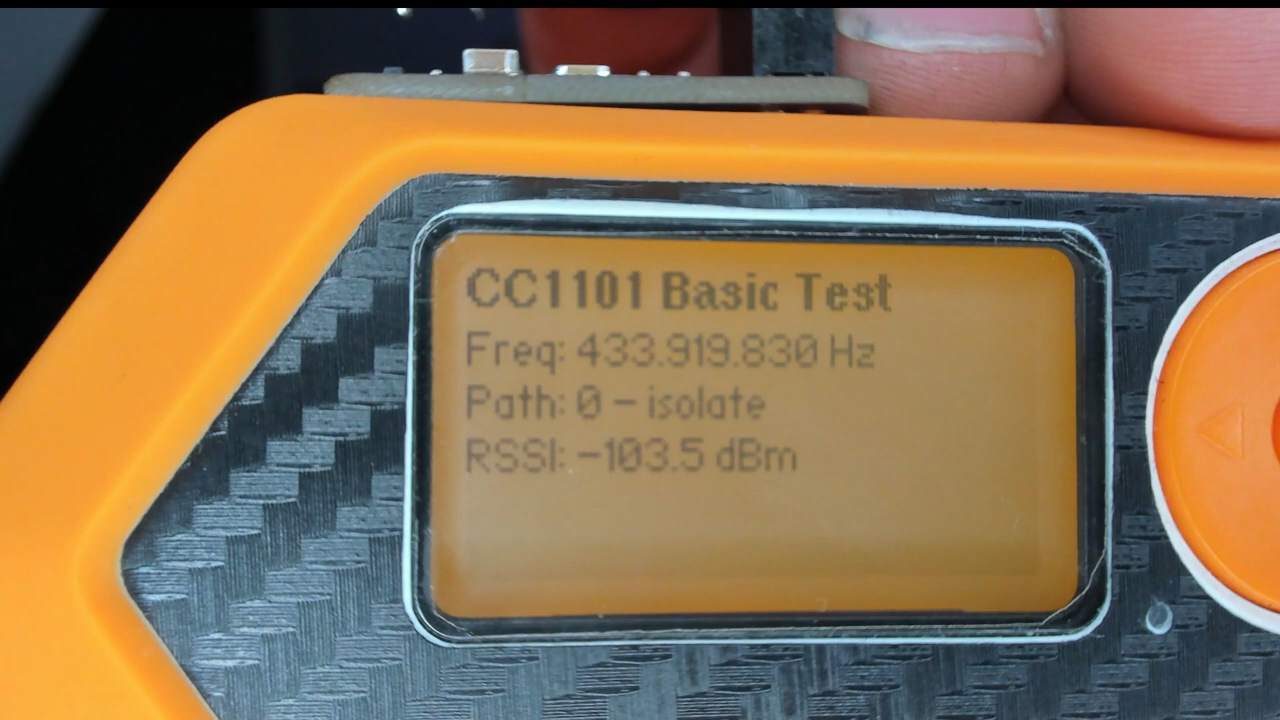 CC1101 Basic Test
Freq: 433.919.830 Hz
Path: 0 - isolate
RSSI: -103.5 dBm